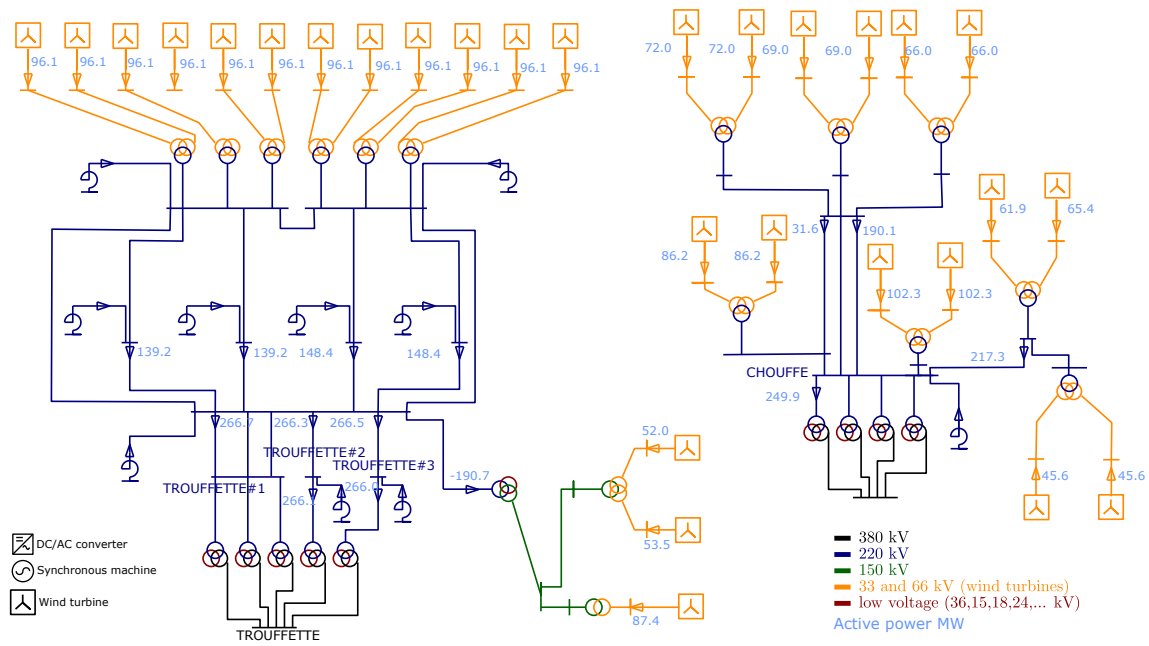 96.1 96.1 96.1 96.1 96.1 96.1 96.1 96.1 96.1 96.1 96.1 96.1
72.0 72.0 69.0 69.0 66.0 66.0
61.9 65.4
31.6 190.1
86.2 86.2
102.3 102.3
139.2 139.2 148.4 148.4
217.3
CHOUFFE
249.9
266.7 266.3 266.5
52.0
TROUFFETTE#2
TROUFFETTE#3
-190.7
45.6 45.6
TROUFFETTE#1
53.5
DC/AC converter
Synchronous machine
Wind turbine
87.4
TROUFFETTE
380 kV
220 kV
150 kV
33 and 66 kV (wind turbines)
low voltage (36,15,18,24,... kV)
Active power MW